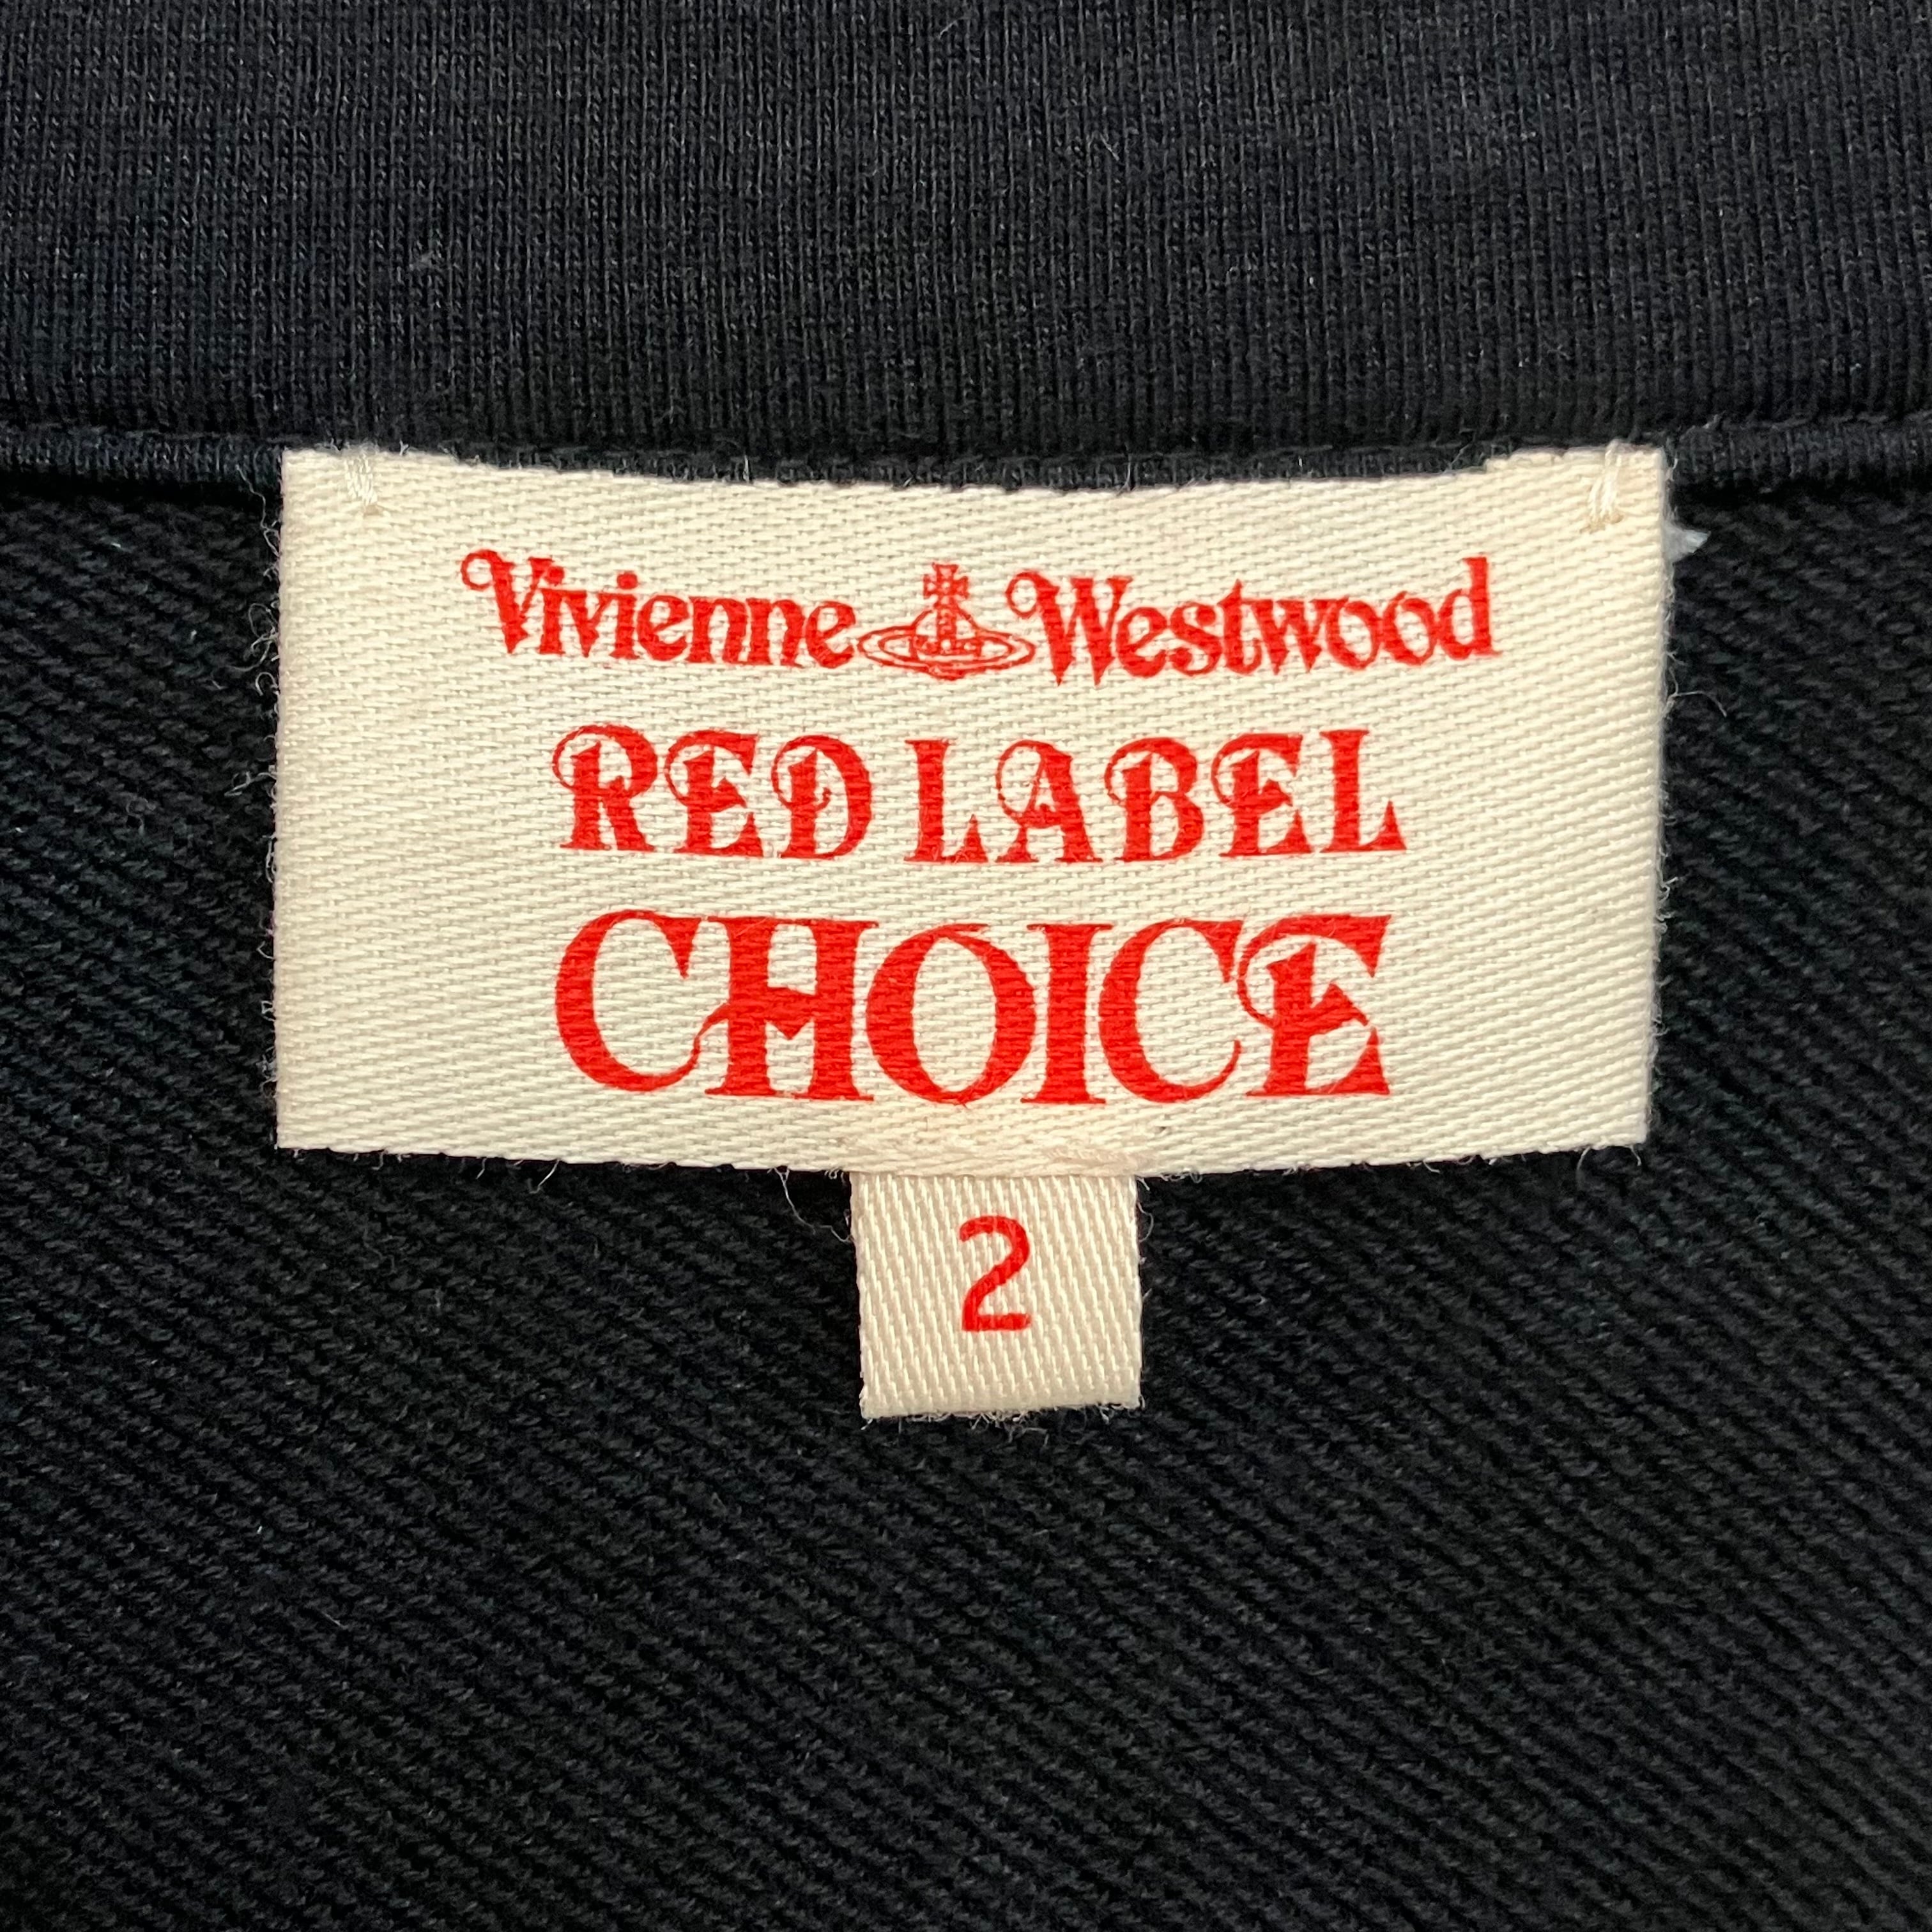 Vivienne Westwood
RED LABEL
CHOICE
2